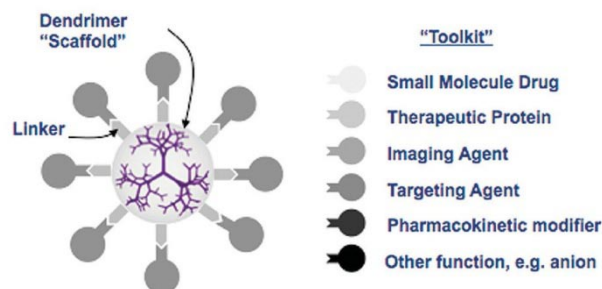 Dendrimer
“Scaffold”
Linker
“Toolkit”
Small Molecule Drug
Therapeutic Protein
Imaging Agent
Targeting Agent
Pharmacokinetic modifier
Other function, e.g. anion